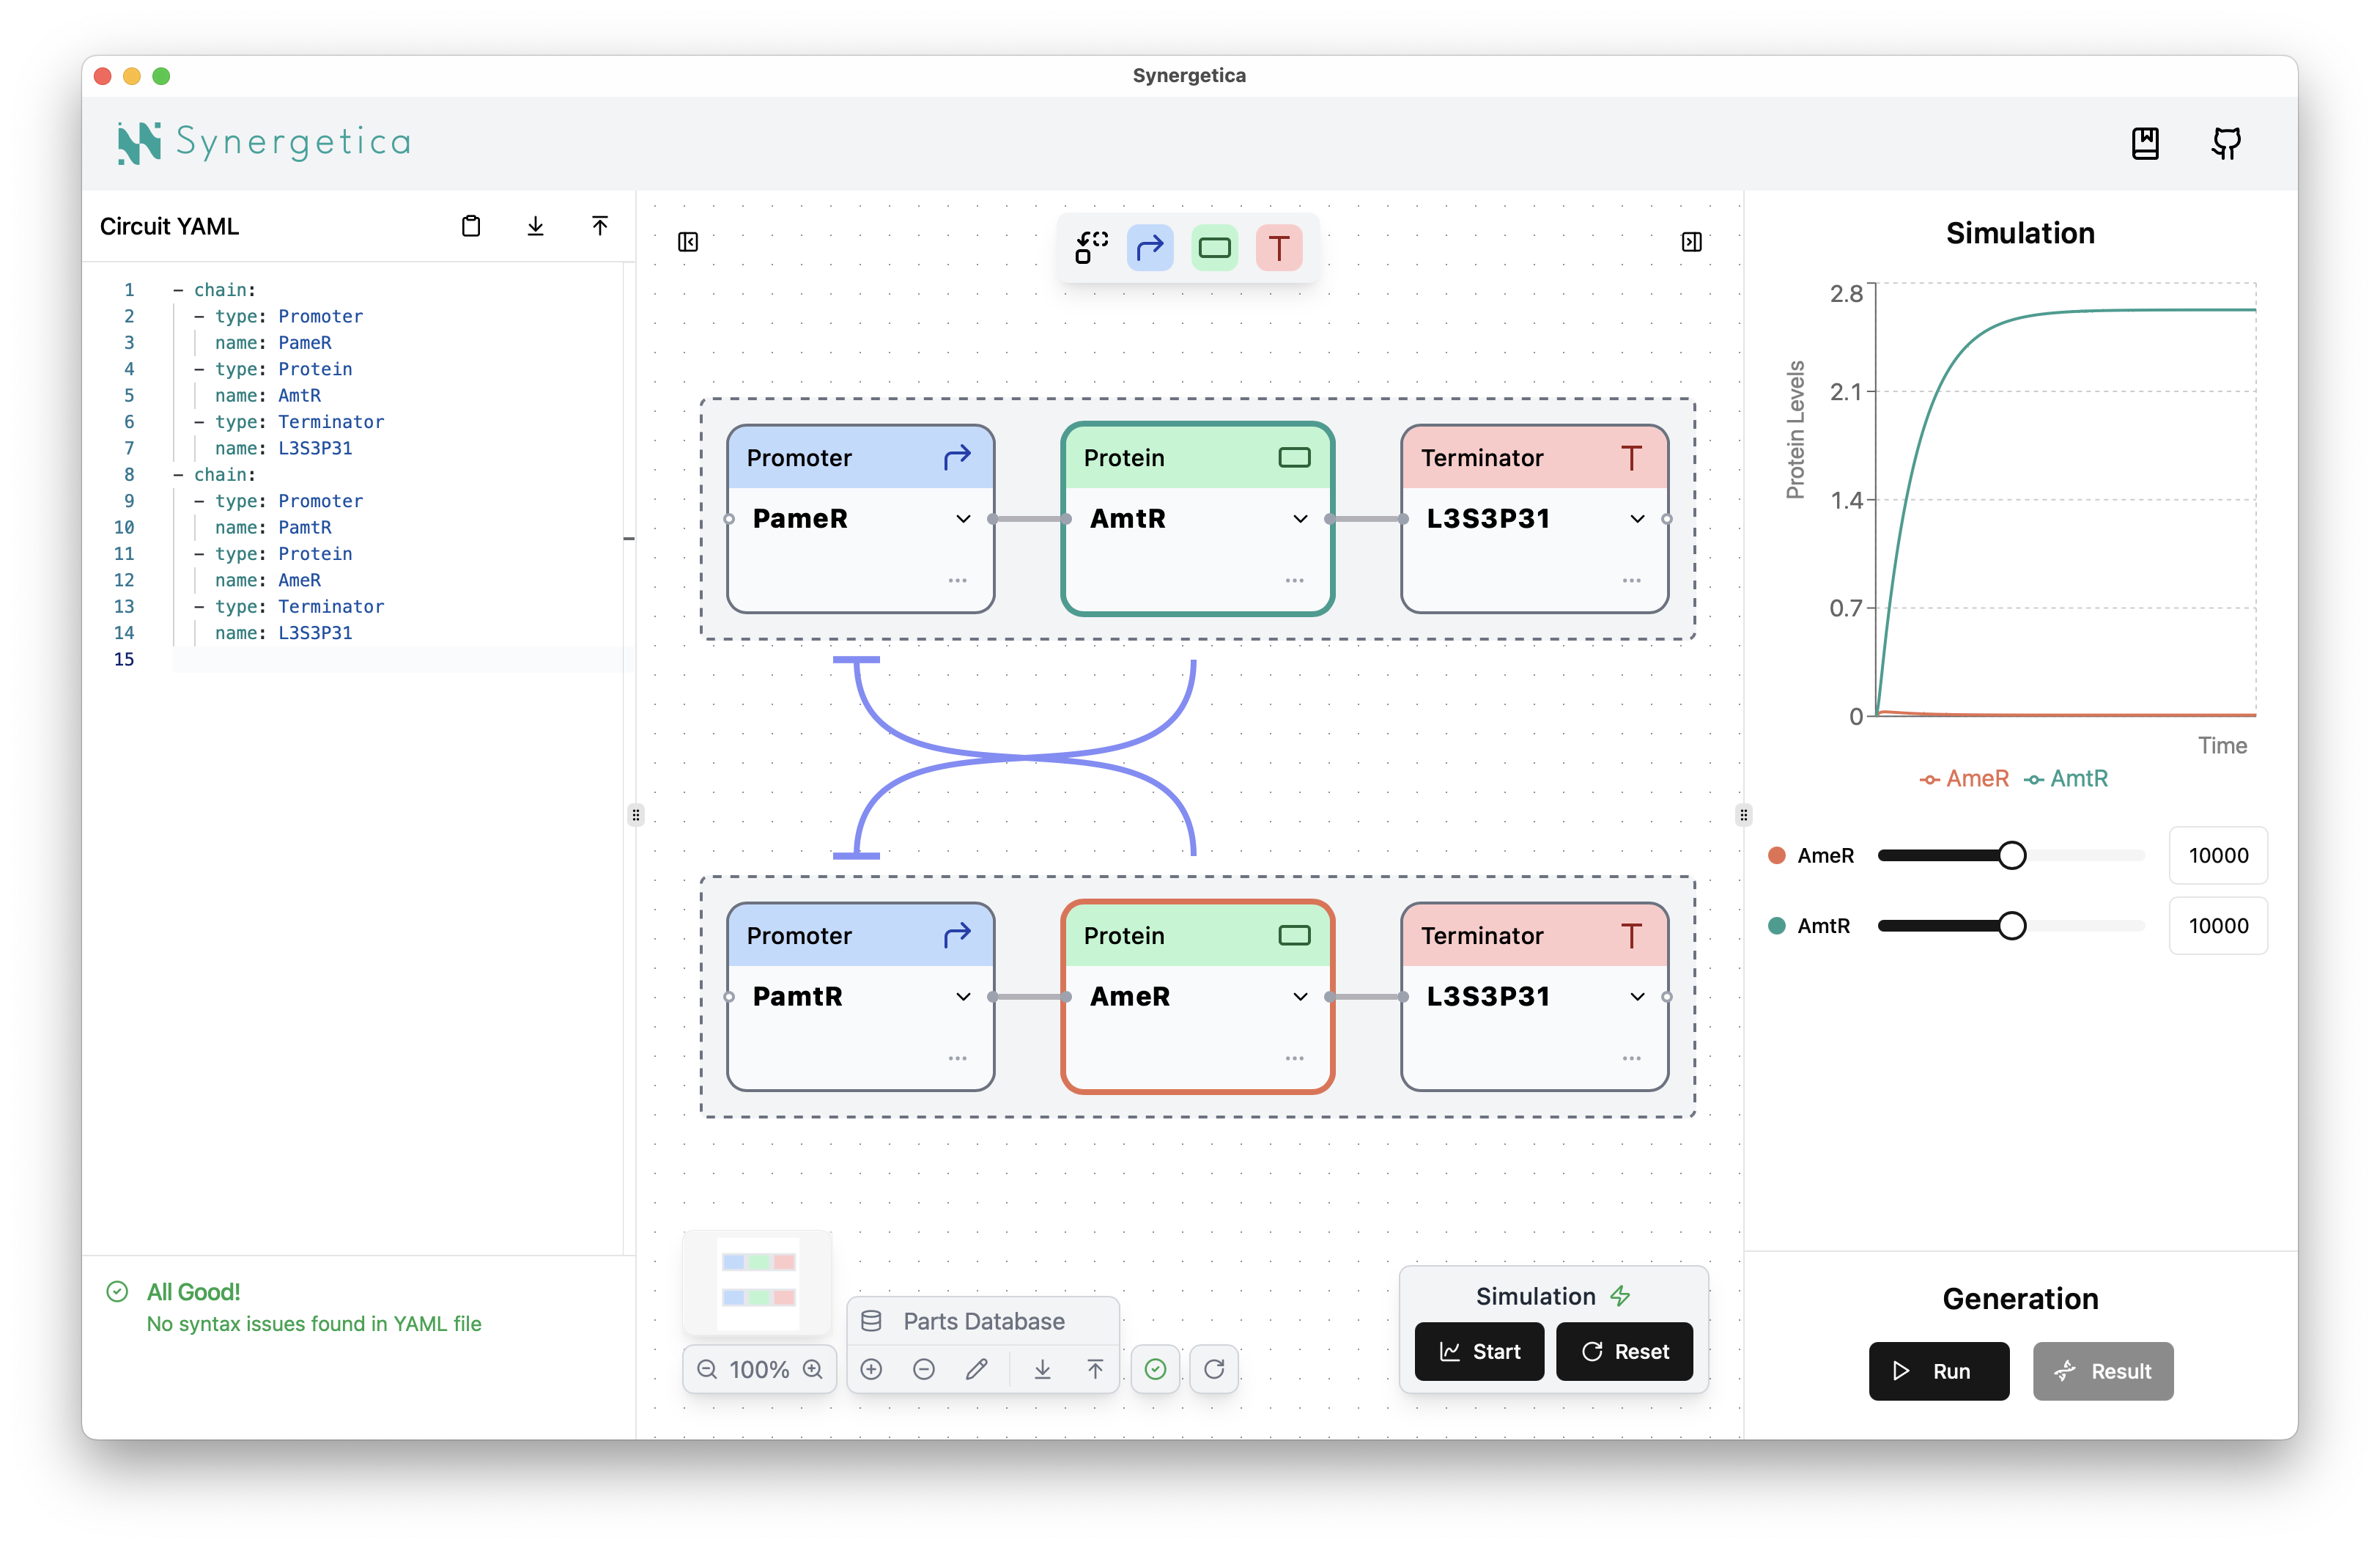 Synergetica
Synergetica
Circuit YAML
1 - chain:
2 - type: Promoter
3 name: PameR
4 - type: Protein
5 name: AmtR
6 - type: Terminator
7 name: L3S3P31
8 - chain:
9 - type: Promoter
10 name: PamtR
11 - type: Protein
12 name: AmeR
13 - type: Terminator
14 name: L3S3P31
15
All Good!
No syntax issues found in YAML file
T
Promoter
Protein
Terminator T
PameR
AmtR
L3S3P31
...
...
...
Promoter
Protein
Terminator T
PamtR
AmeR
L3S3P31
...
...
...
100%
Parts Database
Simulation
Start
Reset
Simulation
Protein Levels
2.8
2.1
1.4
0.7
0
Time
AmeR AmtR
AmeR 10000
AmtR 10000
Generation
Run
Result